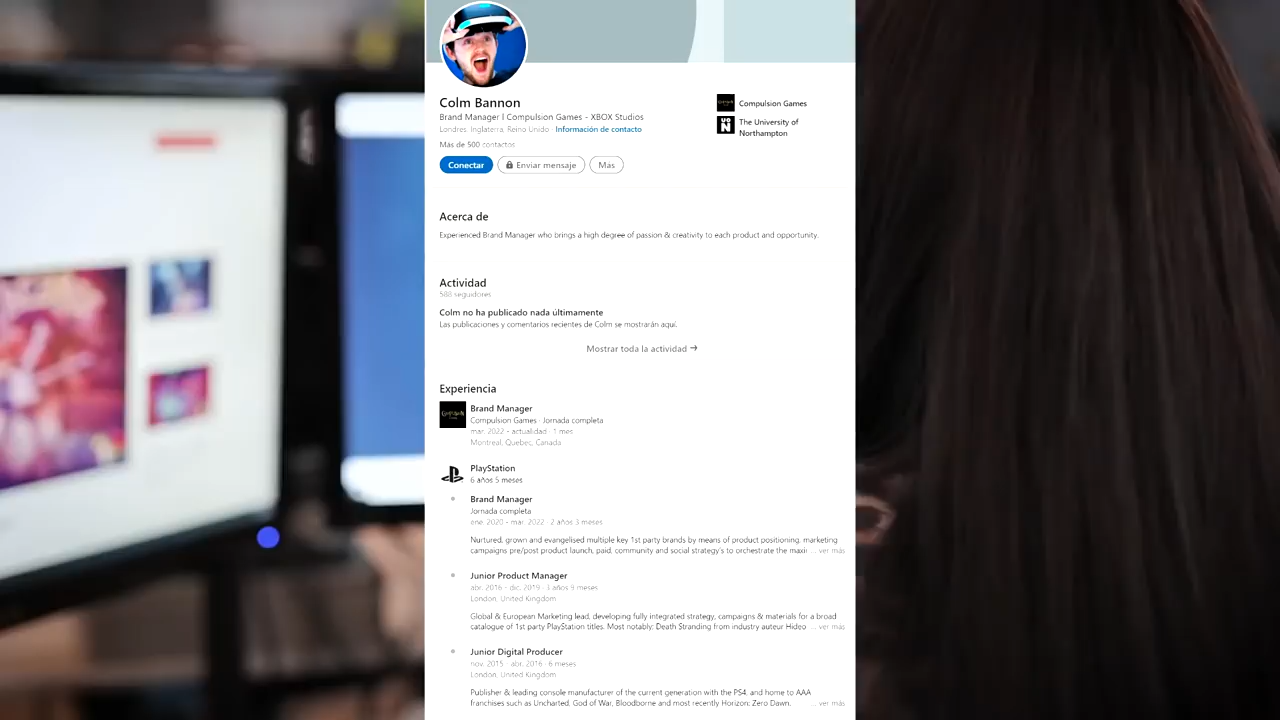 Colm Bannon
Brand Manager | Compulsion Games - XBOX Studios
Londres, Inglaterra, Reino Unido · Información de contacto
Más de 500 contactos
Conectar
Enviar mensaje
Más
Compulsion Games
The University of
Northampton
Acerca de
Experienced Brand Manager who brings a high degree of passion & creativity to each product and opportunity.
Actividad
588 seguidores
Colm no ha publicado nada últimamente
Las publicaciones y comentarios recientes de Colm se mostrarán aquí.
Mostrar toda la actividad →
Experiencia
Brand Manager
Compulsion Games · Jornada completa
mar. 2022 - actualidad · 1 mes
Montreal, Quebec, Canada
PlayStation
6 años 5 meses
Brand Manager
Jornada completa
ene. 2020 - mar. 2022 · 2 años 3 meses
Nurtured, grown and evangelised multiple key 1st party brands by means of product positioning, marketing
campaigns pre/post product launch, paid, community and social strategy's to orchestrate the maxi ... ver más
Junior Product Manager
abr. 2016 - dic. 2019 · 3 años 9 meses
London, United Kingdom
Global & European Marketing lead, developing fully integrated strategy, campaigns & materials for a broad
catalogue of 1st party PlayStation titles. Most notably; Death Stranding from industry auteur Hideo ... ver más
Junior Digital Producer
nov. 2015 - abr. 2016 · 6 meses
London, United Kingdom
Publisher & leading console manufacturer of the current generation with the PS4, and home to AAA
franchises such as Uncharted, God of War, Bloodborne and most recently Horizon: Zero Dawn. ... ver más